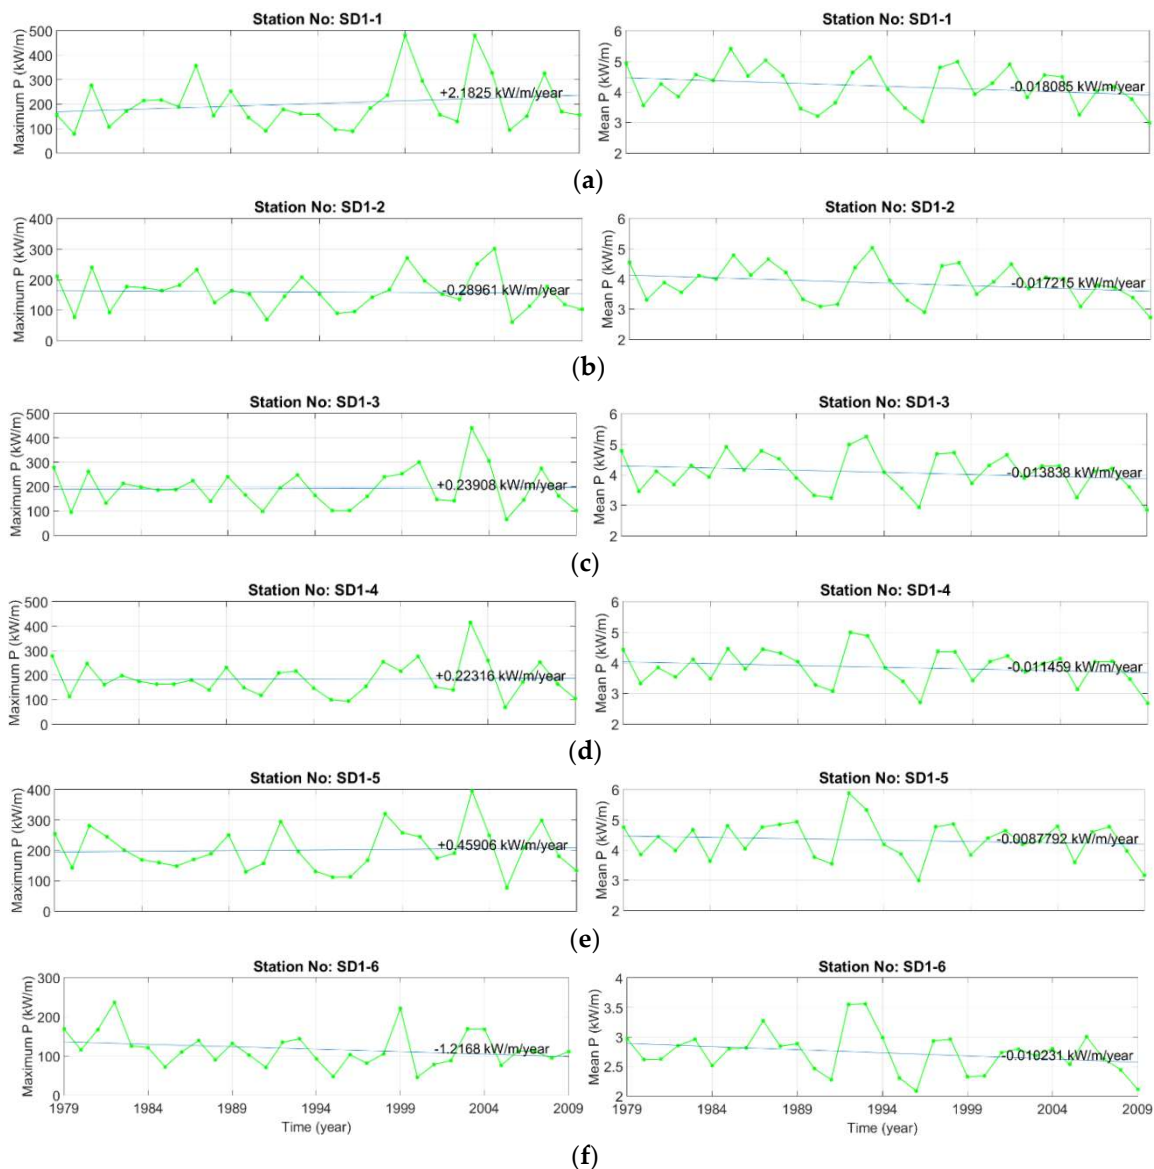 Station No: SD1-1
Maximum P (kW/m)
500
400
300
200
100
0
+2.1825 kW/m/year
Station No: SD1-1
Mean P (kW/m)
6
5
4
3
2
-0.018085 kW/m/year
(a)
Station No: SD1-2
Maximum P (kW/m)
400
300
200
100
0
-0.28961 kW/m/year
Station No: SD1-2
Mean P (kW/m)
6
5
4
3
2
-0.017215 kW/m/year
(b)
Station No: SD1-3
Maximum P (kW/m)
500
400
300
200
100
0
+0.23908 kW/m/year
Station No: SD1-3
Mean P (kW/m)
6
5
4
3
2
-0.013838 kW/m/year
(c)
Station No: SD1-4
Maximum P (kW/m)
500
400
300
200
100
0
+0.22316 kW/m/year
Station No: SD1-4
Mean P (kW/m)
6
5
4
3
2
-0.011459 kW/m/year
(d)
Station No: SD1-5
Maximum P (kW/m)
400
300
200
100
0
+0.45906 kW/m/year
Station No: SD1-5
Mean P (kW/m)
6
5
4
3
2
-0.0087792 kW/m/year
(e)
Station No: SD1-6
Maximum P (kW/m)
300
200
100
0
-1.2168 kW/m/year
1979 1984 1989 1994 1999 2004 2009
Time (year)
Station No: SD1-6
Mean P (kW/m)
4
3.5
3
2.5
2
-0.010231 kW/m/year
1979 1984 1989 1994 1999 2004 2009
Time (year)
(f)